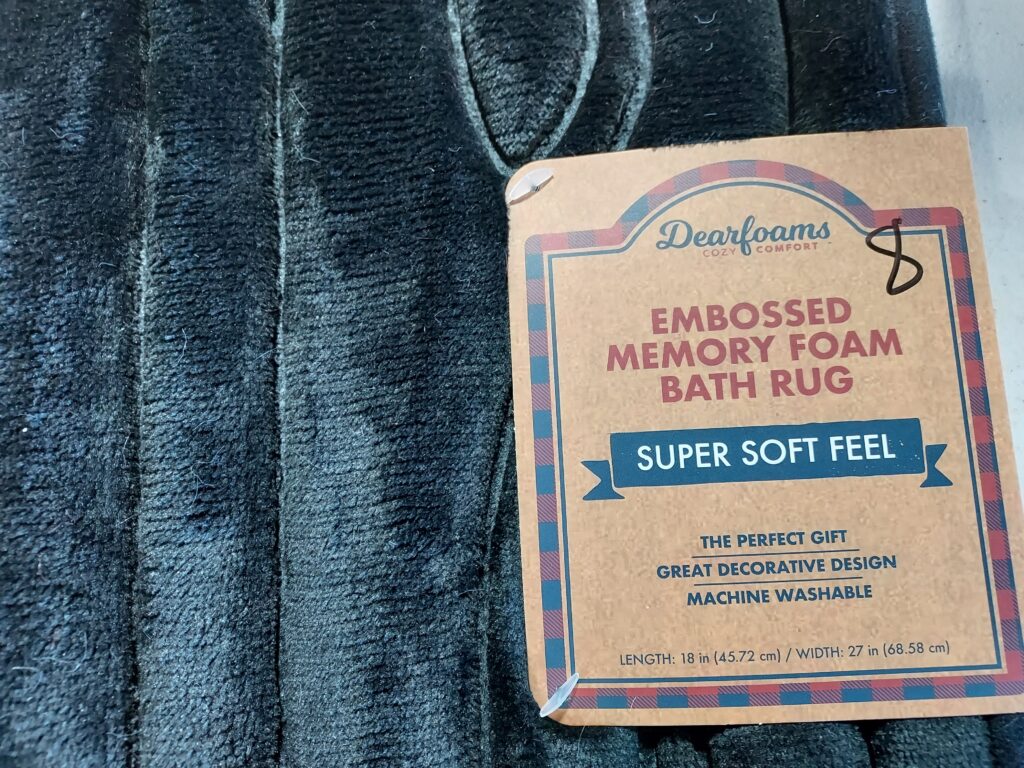 Dearfoams
COZY COMFORT
8
EMBOSSED
MEMORY FOAM
BATH RUG
SUPER SOFT FEEL
THE PERFECT GIFT
GREAT DECORATIVE DESIGN
MACHINE WASHABLE
LENGTH: 18 in (45.72 cm) / WIDTH: 27 in (68.58 cm)